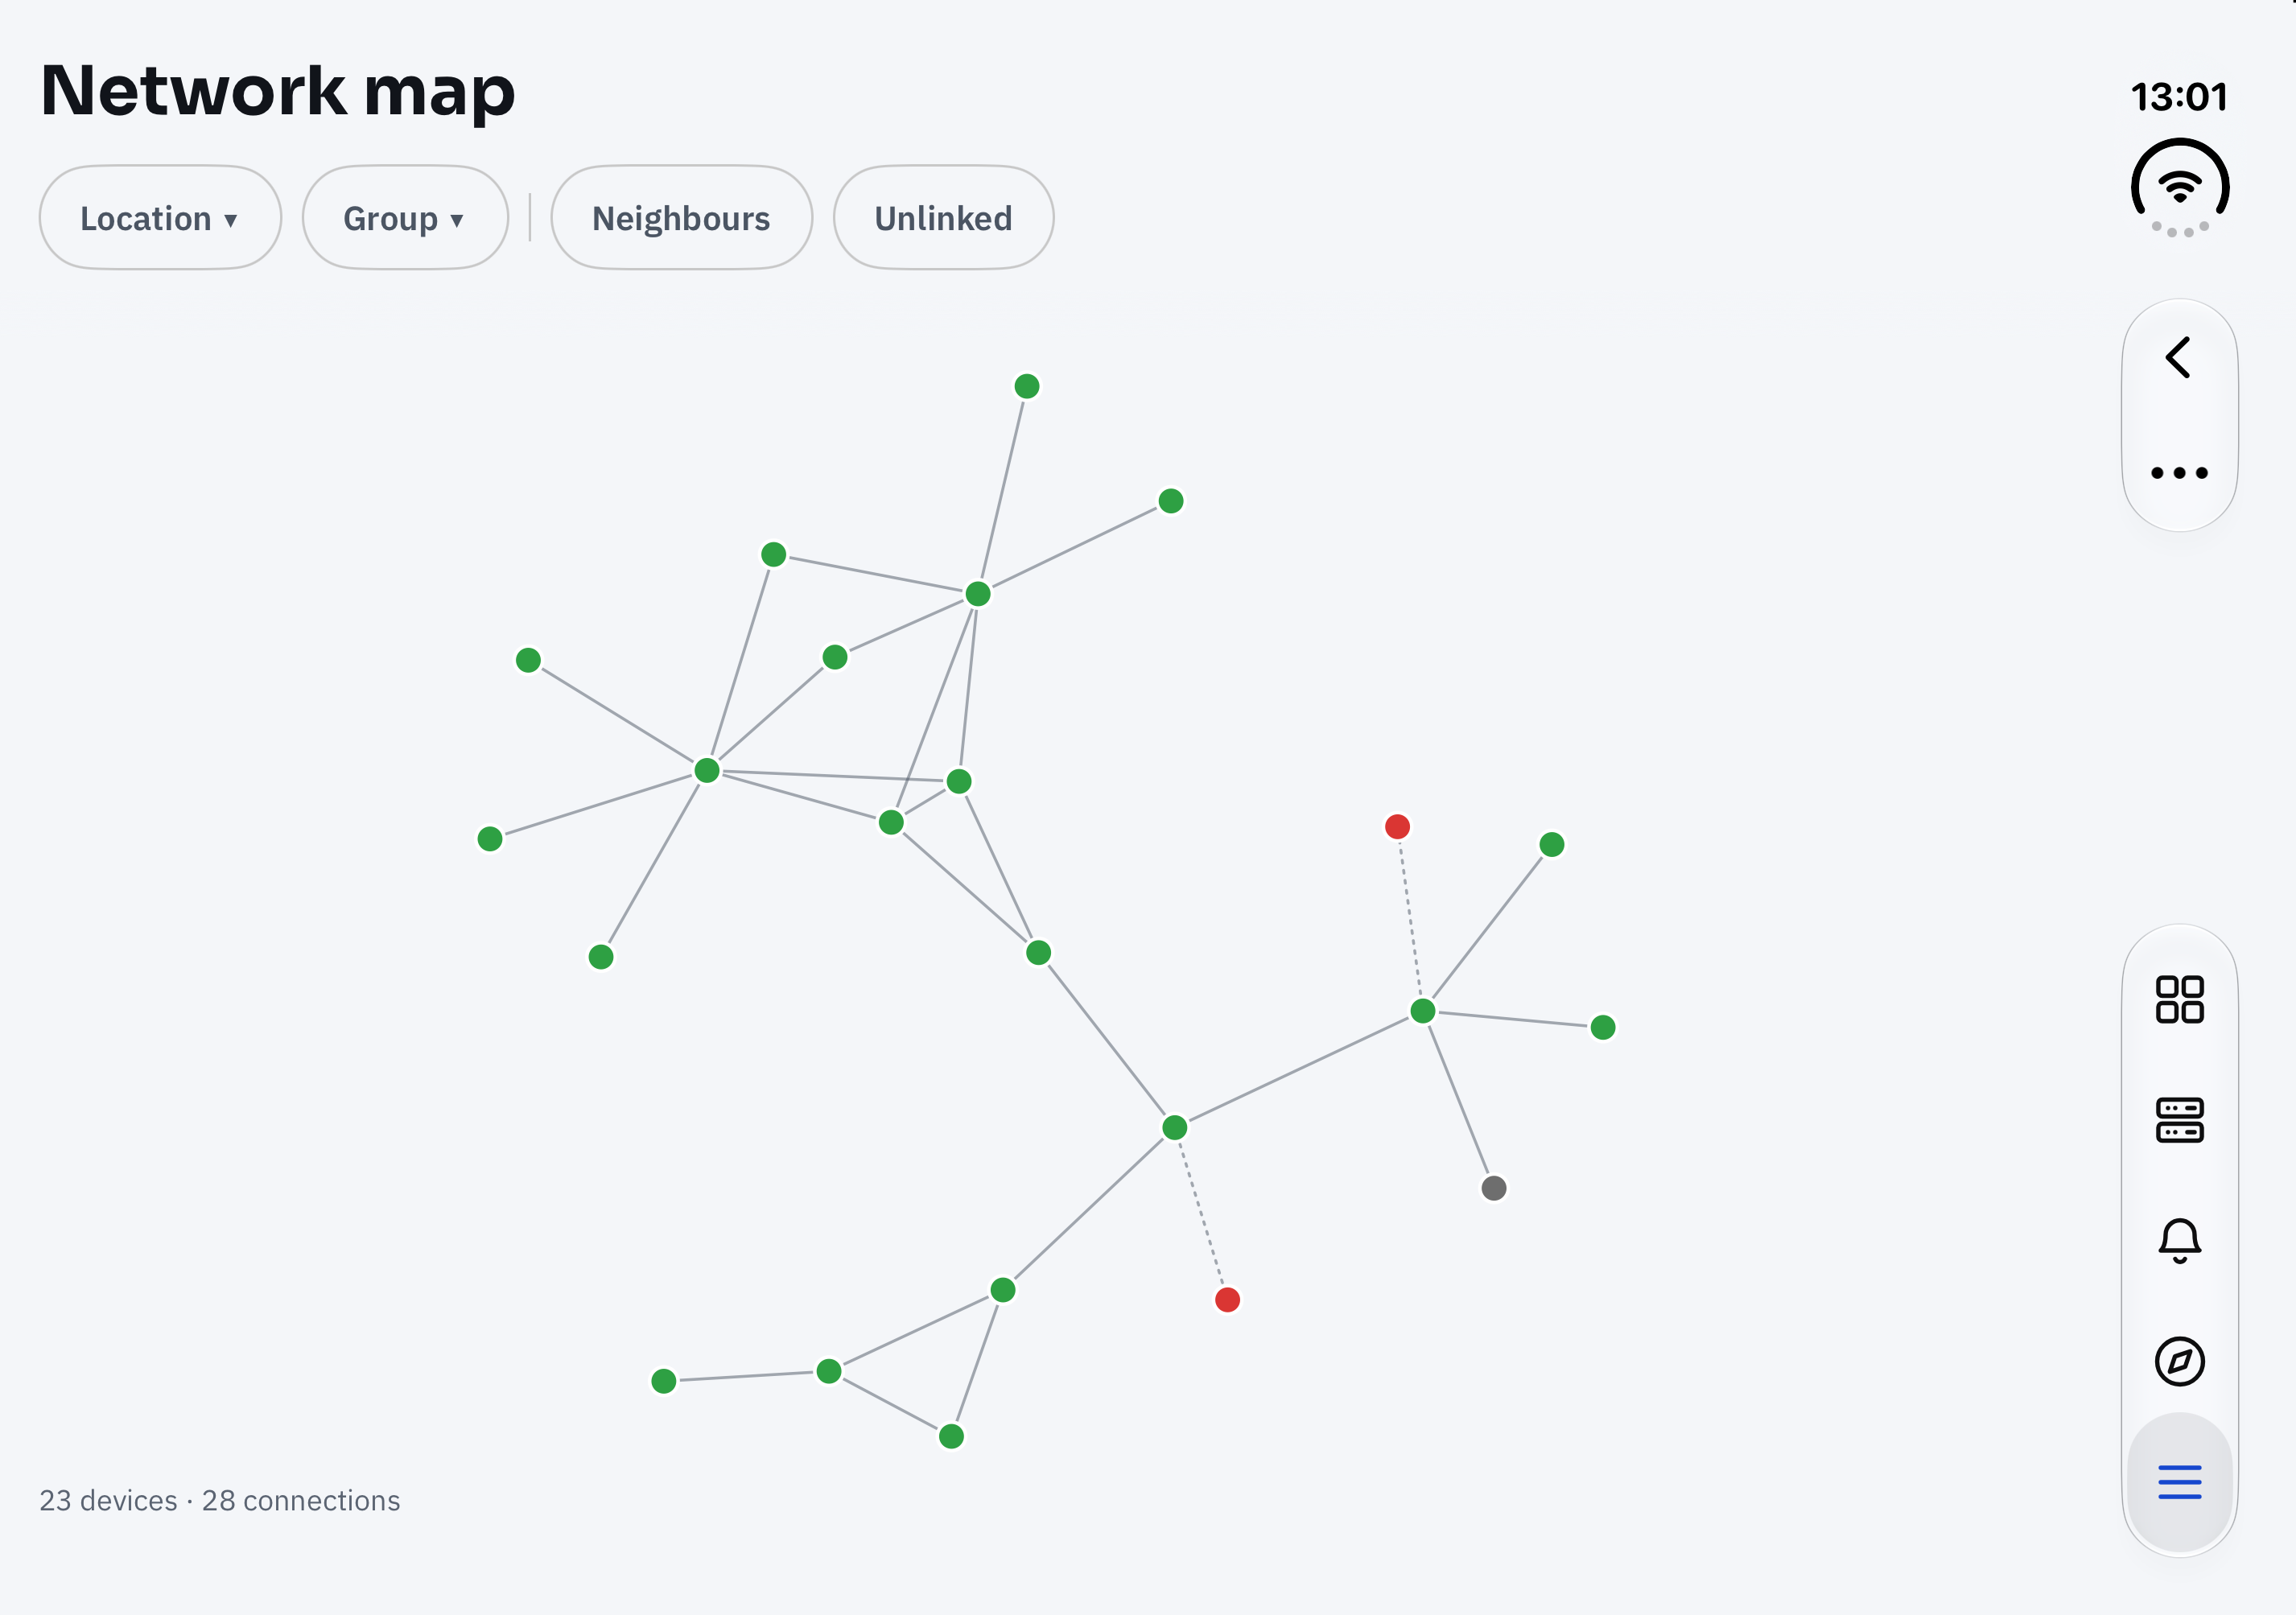 Network map
13:01
Location ▾
Group ▾
Neighbours
Unlinked
23 devices · 28 connections